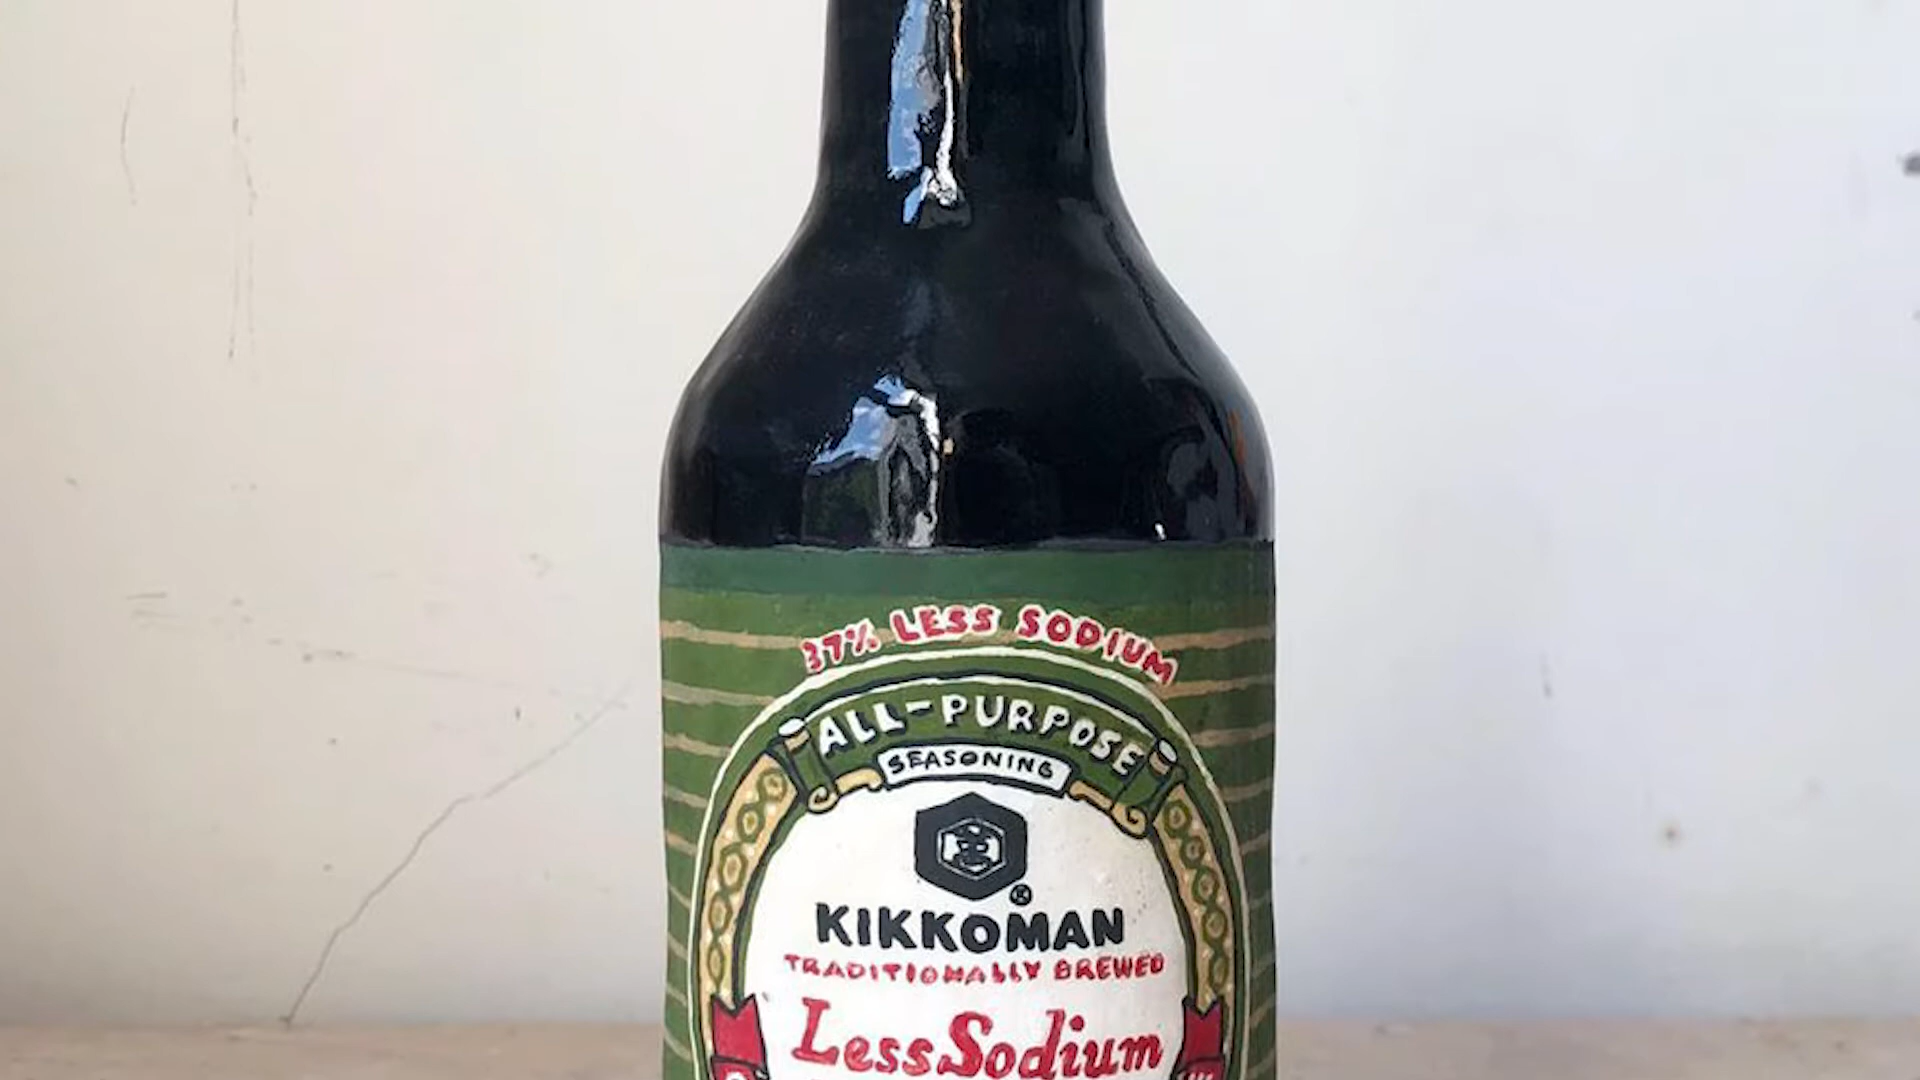 37% LESS SODIUM
ALL-PURPOSE
SEASONING
®
KIKKOMAN
TRADITIONALLY BREWED
Less Sodium